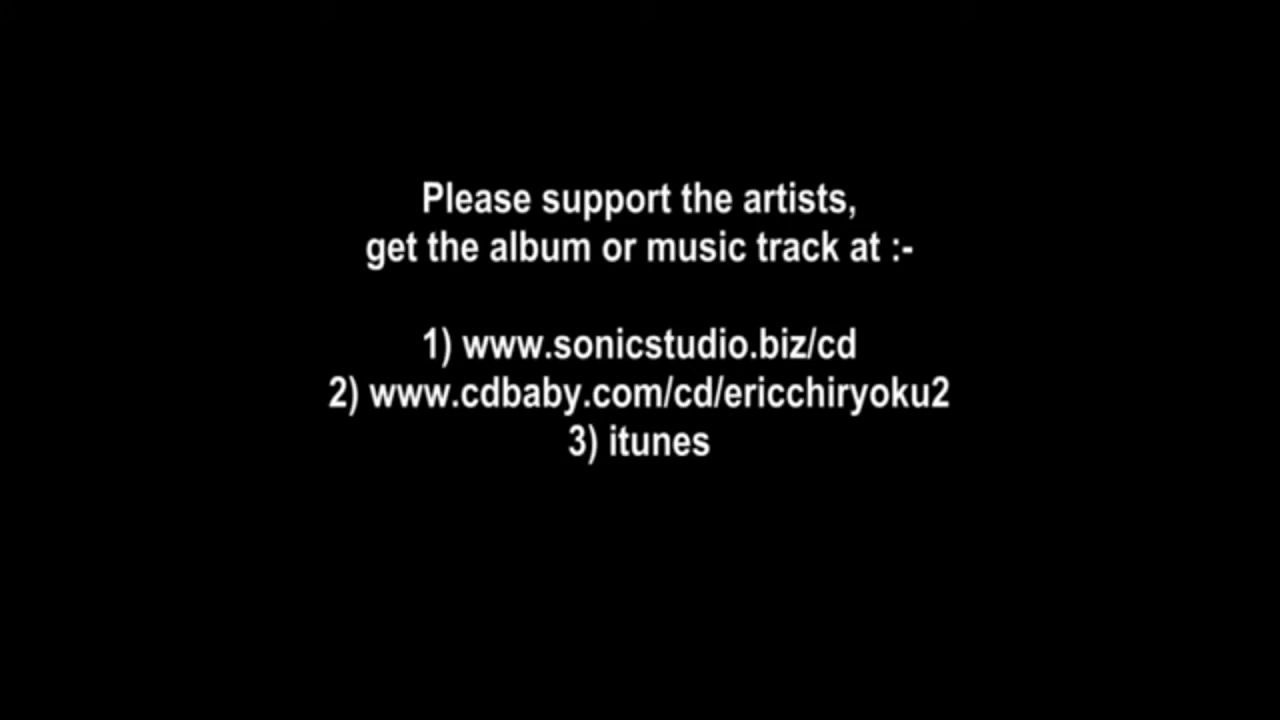 Please support the artists,
get the album or music track at :-
1) www.sonicstudio.biz/cd
2) www.cdbaby.com/cd/ericchiryoku2
3) itunes